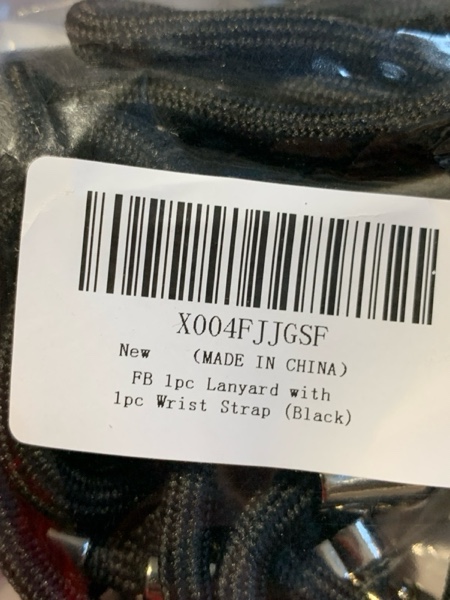 X004FJJGSF
New (MADE IN CHINA)
FB 1pc Lanyard with
1pc Wrist Strap (Black)